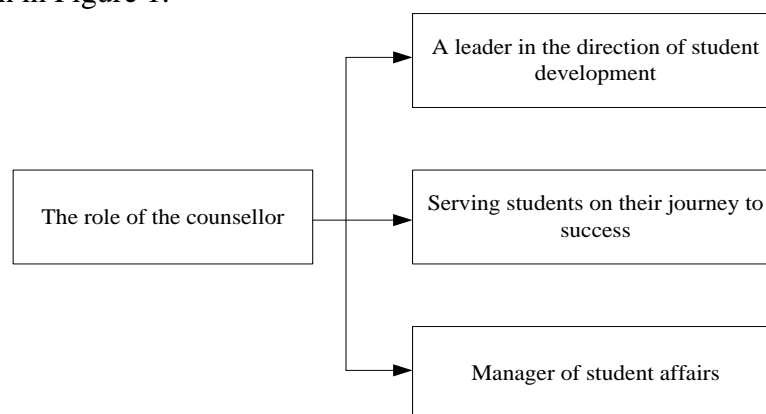 in Figure 1.
A leader in the direction of student
development
The role of the counsellor
Serving students on their journey to
success
Manager of student affairs